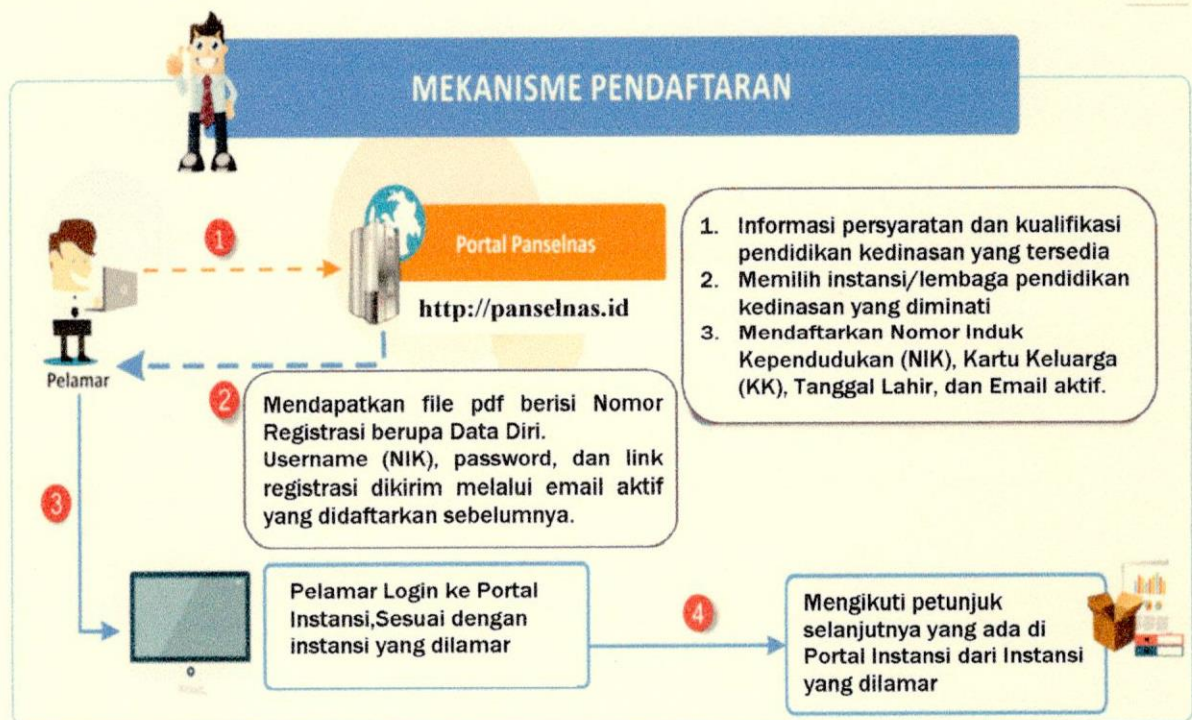 MEKANISME PENDAFTARAN
1
Portal Panselnas
http://panselnas.id
1. Informasi persyaratan dan kualifikasi
pendidikan kedinasan yang tersedia
2. Memilih instansi/lembaga pendidikan
kedinasan yang diminati
3. Mendaftarkan Nomor Induk
Kependudukan (NIK), Kartu Keluarga
(KK), Tanggal Lahir, dan Email aktif.
Pelamar
2
Mendapatkan file pdf berisi Nomor
Registrasi berupa Data Diri.
Username (NIK), password, dan link
registrasi dikirim melalui email aktif
yang didaftarkan sebelumnya.
3
Pelamar Login ke Portal
Instansi,Sesuai dengan
instansi yang dilamar
4
Mengikuti petunjuk
selanjutnya yang ada di
Portal Instansi dari Instansi
yang dilamar